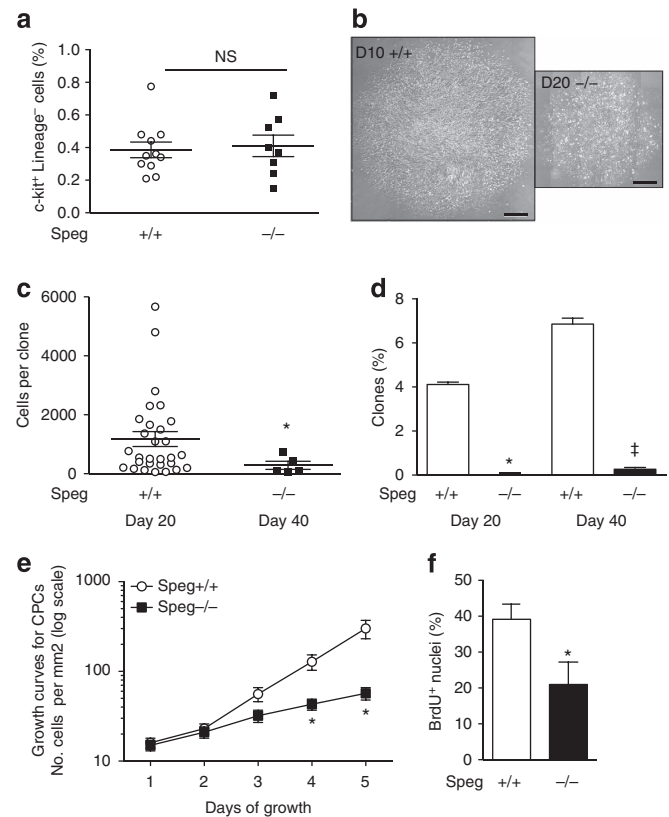 a
c-kit⁺ Lineage⁻ cells (%)
1.0
0.8
0.6
0.4
0.2
0.0
NS
Speg +/+ −/−
b
D10 +/+
D20 −/−
c
Cells per clone
6000
4000
2000
0
*
Speg +/+ −/−
Day 20 Day 40
d
Clones (%)
8
6
4
2
0
*
‡
Speg +/+ −/− +/+ −/−
Day 20 Day 40
e
Growth curves for CPCs
No. cells per mm2 (log scale)
1000
100
10
Speg+/+
Speg−/−
*
*
1 2 3 4 5
Days of growth
f
BrdU⁺ nuclei (%)
50
40
30
20
10
0
*
Speg +/+ −/−